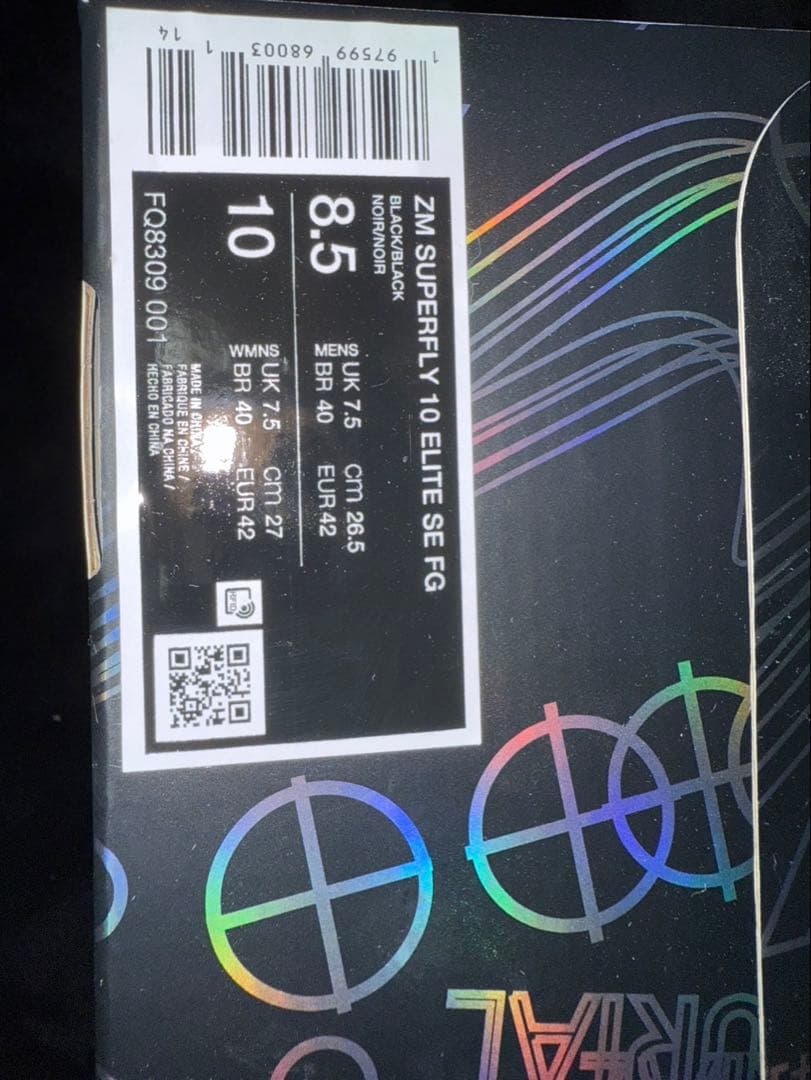 1 97599 68003 1 14
ZM SUPERFLY 10 ELITE SE FG
BLACK/BLACK
NOIR/NOIR
8.5
MENS UK 7.5 cm 26.5
BR 40 EUR 42
10
WMNS UK 7.5 cm 27
BR 40 EUR 42
FQ8309 001
MADE IN CHINA /
FABRIQUE EN CHINE /
FABRICADO NA CHINA /
HECHO EN CHINA
RFID